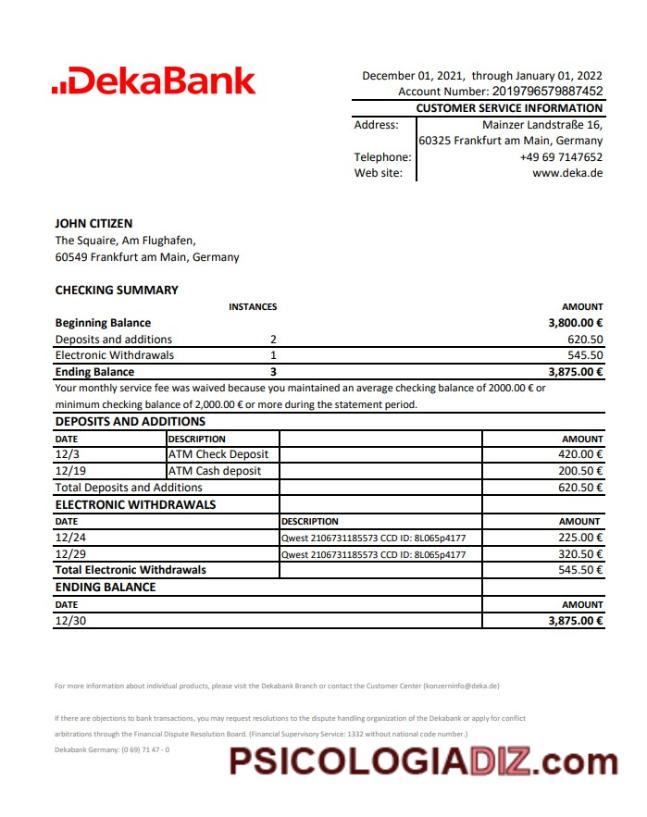 DekaBank
December 01, 2021, through January 01, 2022
Account Number: 2019796579887452
CUSTOMER SERVICE INFORMATION
Address: Mainzer Landstraße 16,
60325 Frankfurt am Main, Germany
Telephone: +49 69 7147652
Web site: www.deka.de
JOHN CITIZEN
The Squaire, Am Flughafen,
60549 Frankfurt am Main, Germany
CHECKING SUMMARY
INSTANCES AMOUNT
Beginning Balance 3,800.00 €
Deposits and additions 2 620.50
Electronic Withdrawals 1 545.50
Ending Balance 3 3,875.00 €
Your monthly service fee was waived because you maintained an average checking balance of 2000.00 € or
minimum checking balance of 2,000.00 € or more during the statement period.
DEPOSITS AND ADDITIONS
DATE DESCRIPTION AMOUNT
12/3 ATM Check Deposit 420.00 €
12/19 ATM Cash deposit 200.50 €
Total Deposits and Additions 620.50 €
ELECTRONIC WITHDRAWALS
DATE DESCRIPTION AMOUNT
12/24 Qwest 2106731185573 CCD ID: 8L065p4177 225.00 €
12/29 Qwest 2106731185573 CCD ID: 8L065p4177 320.50 €
Total Electronic Withdrawals 545.50 €
ENDING BALANCE
DATE AMOUNT
12/30 3,875.00 €
For more information about individual products, please visit the Dekabank Branch or contact the Customer Center (konzerninfo@deka.de)
If there are objections to bank transactions, you may request resolutions to the dispute handling organization of the Dekabank or apply for conflict
arbitrations through the Financial Dispute Resolution Board. (Financial Supervisory Service: 1332 without national code number.)
Dekabank Germany: (0 69) 71 47 - 0
PSICOLOGIADIZ.com